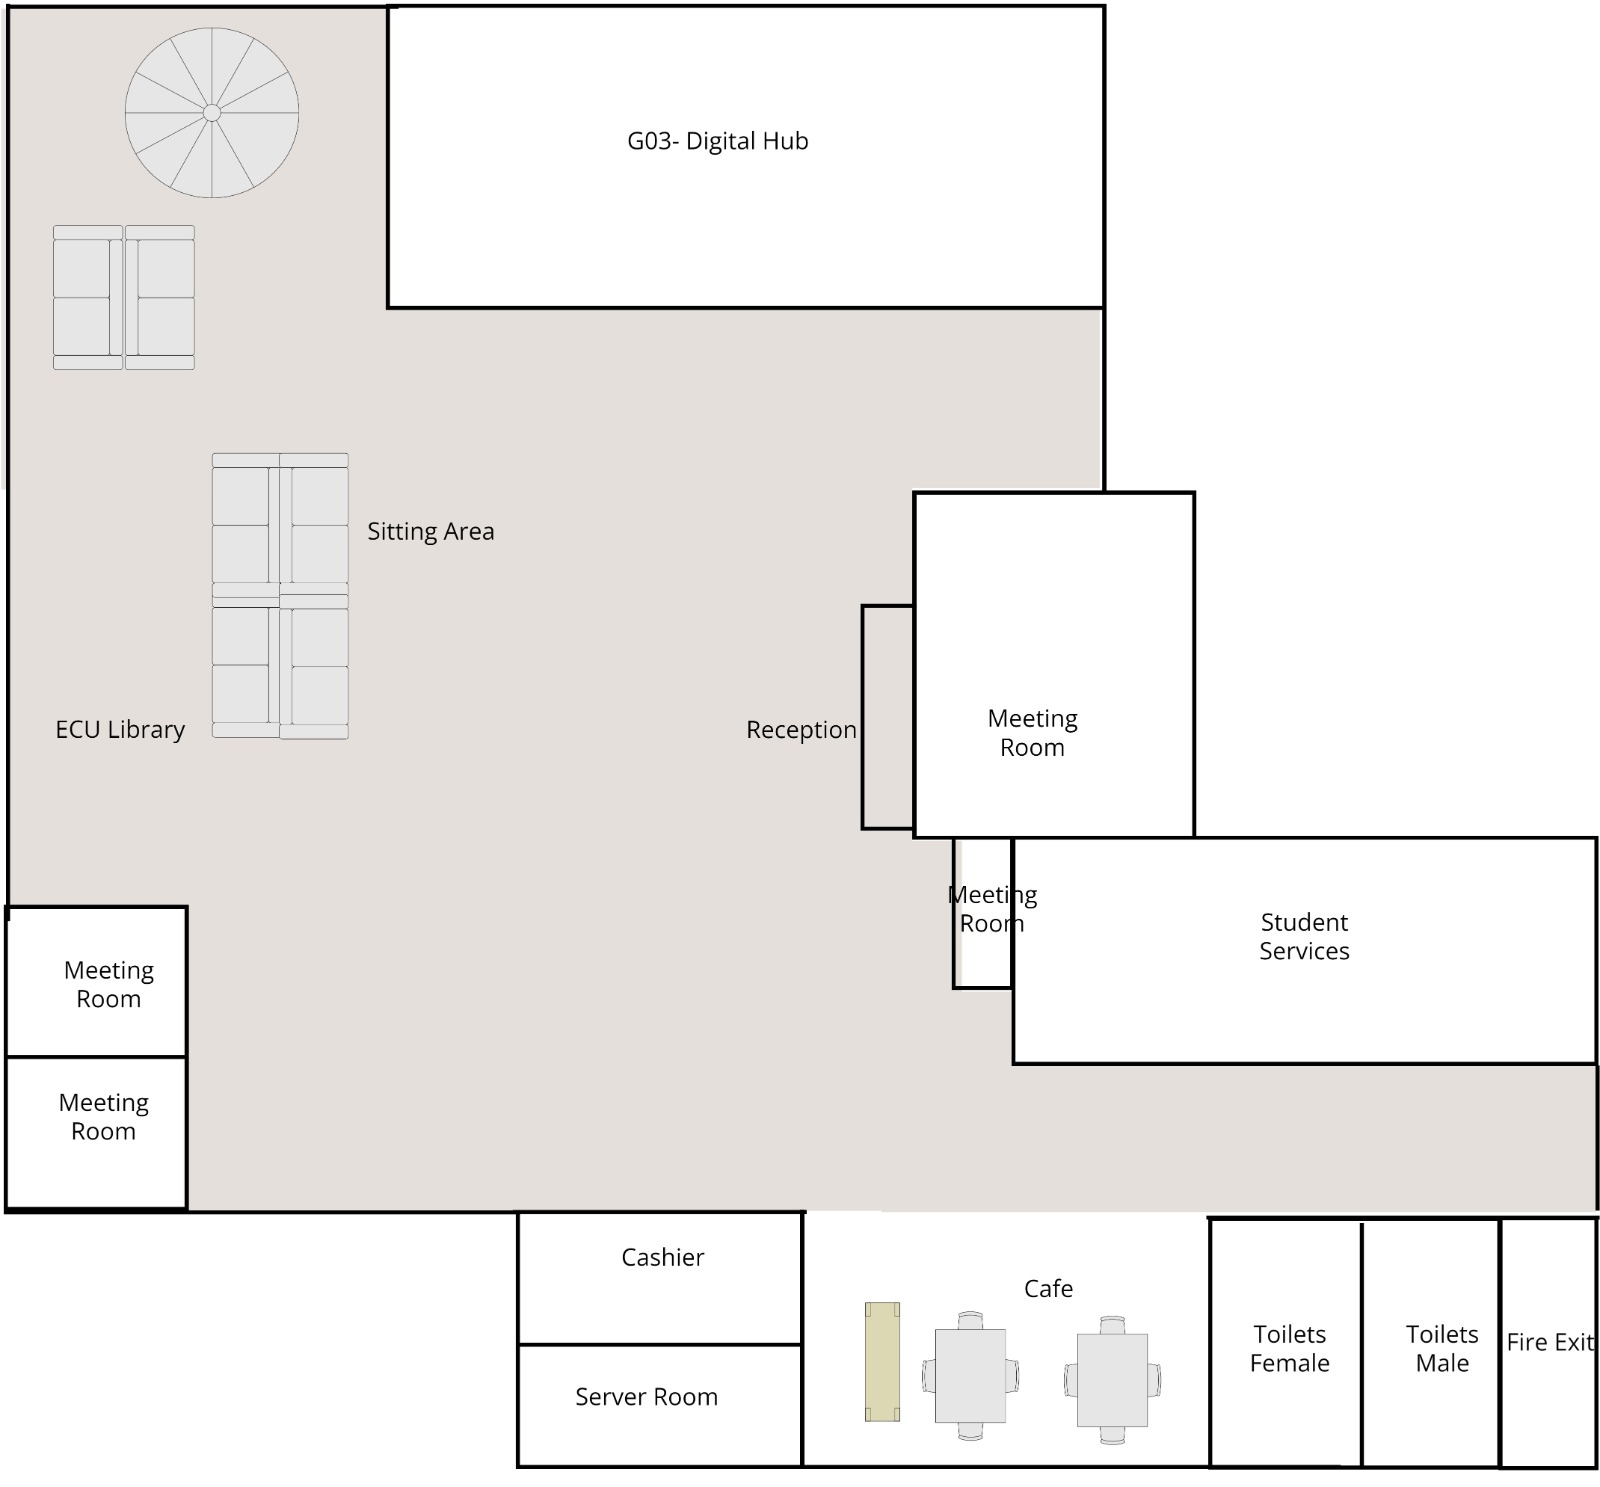 G03- Digital Hub
Sitting Area
ECU Library
Reception
Meeting
Room
Meeting
Room
Student
Services
Meeting
Room
Meeting
Room
Cashier
Cafe
Toilets
Female
Toilets
Male
Fire Exit
Server Room